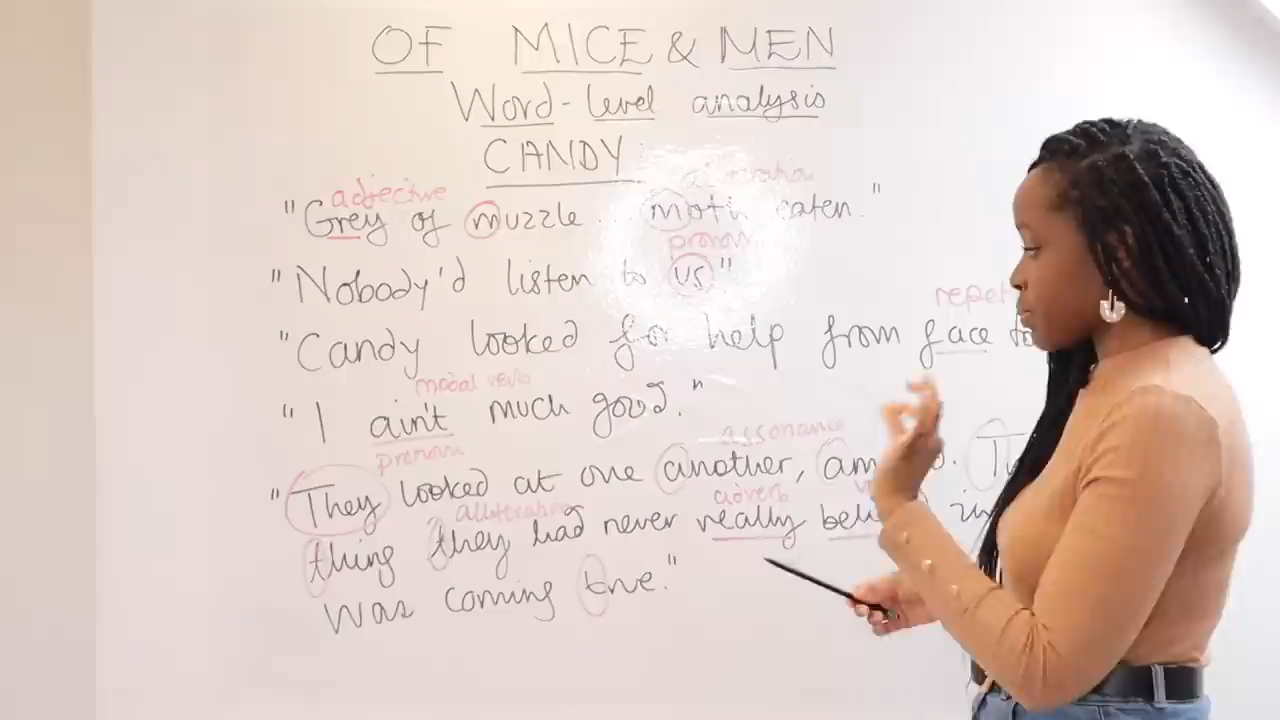 OF MICE & MEN
Word-level analysis
CANDY
adjective
"Grey of muzzle ... moth eaten."
pronoun
"Nobody'd listen to us"
"Candy looked for help from face to
modal verb
"I ain't much good."
pronoun assonance
"They looked at one another,
alliteration adverb
thing they had never really in
was coming true."